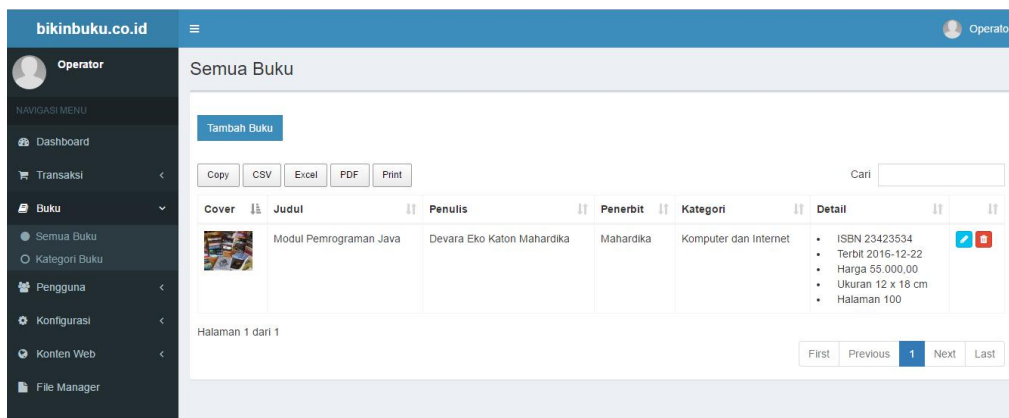 bikinbuku.co.id
Operato
Operator
NAVIGASI MENU
Dashboard
Transaksi
Buku
Semua Buku
Kategori Buku
Pengguna
Konfigurasi
Konten Web
File Manager
Semua Buku
Tambah Buku
Copy CSV Excel PDF Print
Cari
Cover Judul Penulis Penerbit Kategori Detail
Modul Pemrograman Java Devara Eko Katon Mahardika Mahardika Komputer dan Internet
• ISBN 23423534
• Terbit 2016-12-22
• Harga 55.000,00
• Ukuran 12 x 18 cm
• Halaman 100
Halaman 1 dari 1
First Previous 1 Next Last